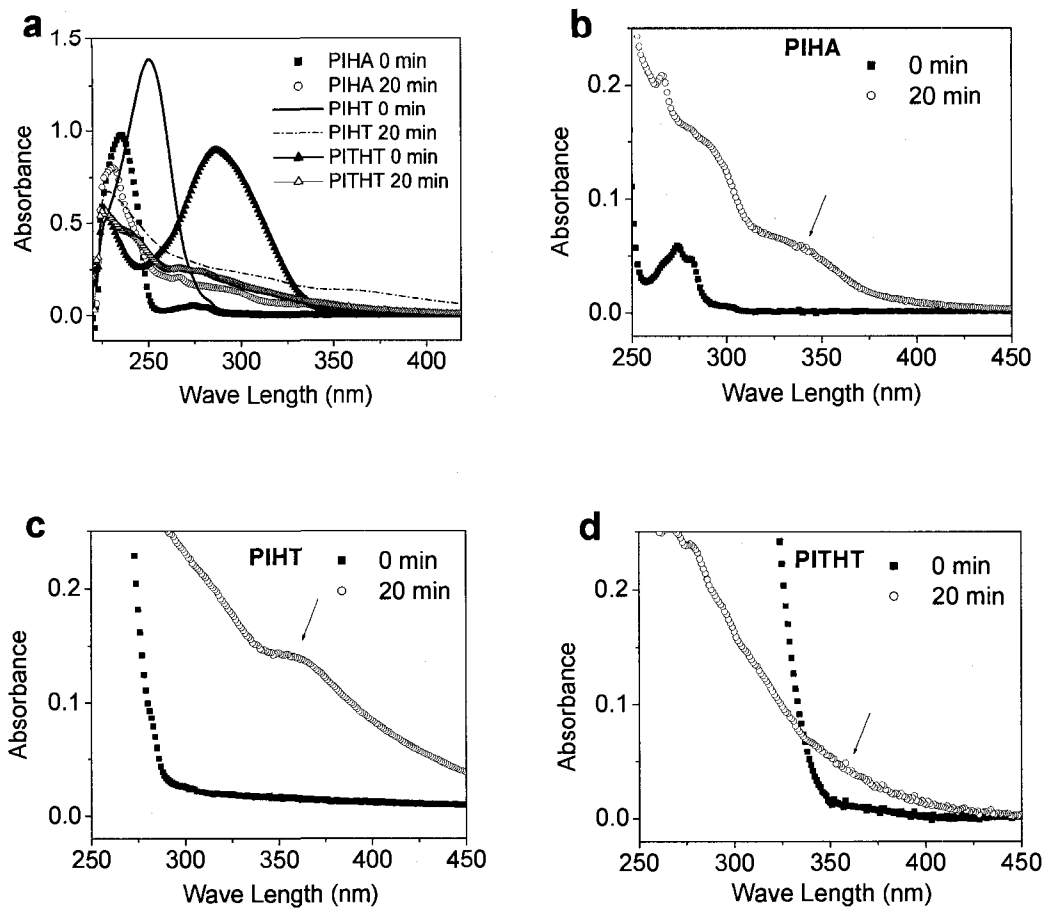 a
1.5
1.0
0.5
0.0
Absorbance
250
300
350
400
Wave Length (nm)
PIHA 0 min
PIHA 20 min
PIHT 0 min
PIHT 20 min
PITHT 0 min
PITHT 20 min
b
PIHA
0 min
20 min
0.2
0.1
0.0
Absorbance
250
300
350
400
450
Wave Length (nm)
c
PIHT
0 min
20 min
0.2
0.1
0.0
Absorbance
250
300
350
400
450
Wave Length (nm)
d
PITHT
0 min
20 min
0.2
0.1
0.0
Absorbance
250
300
350
400
450
Wave Length (nm)